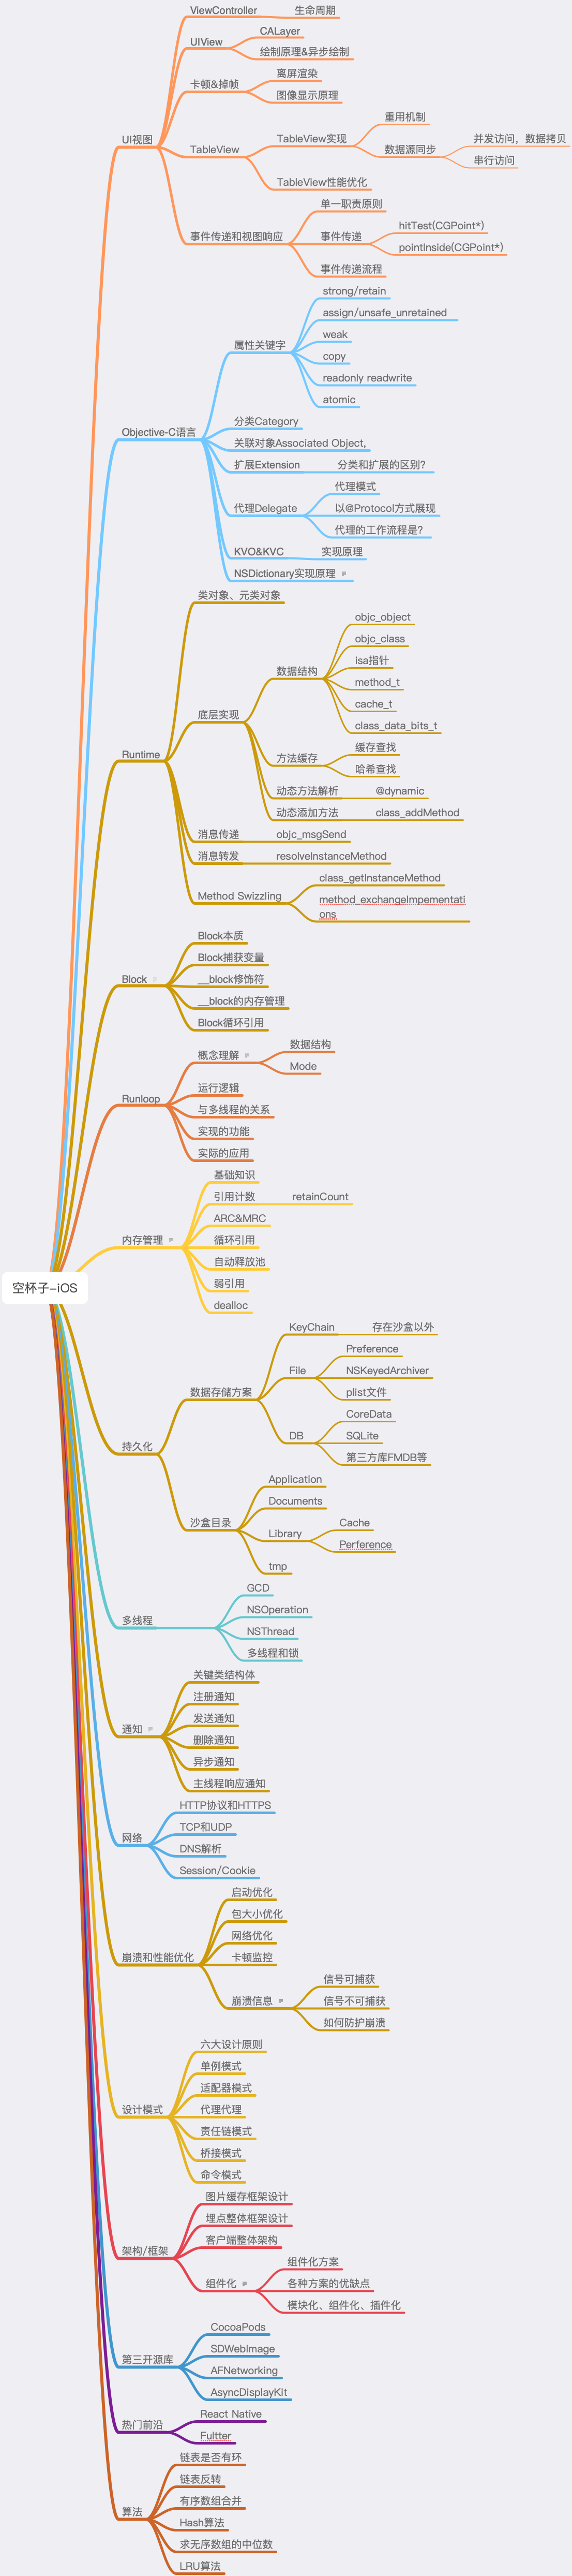 ViewController
生命周期
UIView
CALayer
绘制原理&异步绘制
卡顿&掉帧
离屏渲染
图像显示原理
UI视图
TableView
TableView实现
重用机制
数据源同步
并发访问，数据拷贝
串行访问
TableView性能优化
事件传递和视图响应
单一职责原则
事件传递
hitTest(CGPoint*)
pointInside(CGPoint*)
事件传递流程
Objective-C语言
属性关键字
strong/retain
assign/unsafe_unretained
weak
copy
readonly readwrite
atomic
分类Category
关联对象Associated Object,
扩展Extension
分类和扩展的区别?
代理Delegate
代理模式
以@Protocol方式展现
代理的工作流程是?
KVO&KVC
实现原理
NSDictionary实现原理
Runtime
类对象、元类对象
底层实现
数据结构
objc_object
objc_class
isa指针
method_t
cache_t
class_data_bits_t
方法缓存
缓存查找
哈希查找
动态方法解析
@dynamic
动态添加方法
class_addMethod
消息传递
objc_msgSend
消息转发
resolveInstanceMethod
Method Swizzling
class_getInstanceMethod
method_exchangeImpementati
ons
Block
Block本质
Block捕获变量
__block修饰符
__block的内存管理
Block循环引用
Runloop
概念理解
数据结构
Mode
运行逻辑
与多线程的关系
实现的功能
实际的应用
内存管理
基础知识
引用计数
retainCount
ARC&MRC
循环引用
自动释放池
弱引用
dealloc
空杯子-iOS
持久化
数据存储方案
KeyChain
存在沙盒以外
File
Preference
NSKeyedArchiver
plist文件
DB
CoreData
SQLite
第三方库FMDB等
沙盒目录
Application
Documents
Library
Cache
Perference
tmp
多线程
GCD
NSOperation
NSThread
多线程和锁
通知
关键类结构体
注册通知
发送通知
删除通知
异步通知
主线程响应通知
网络
HTTP协议和HTTPS
TCP和UDP
DNS解析
Session/Cookie
崩溃和性能优化
启动优化
包大小优化
网络优化
卡顿监控
崩溃信息
信号可捕获
信号不可捕获
如何防护崩溃
设计模式
六大设计原则
单例模式
适配器模式
代理代理
责任链模式
桥接模式
命令模式
架构/框架
图片缓存框架设计
埋点整体框架设计
客户端整体架构
组件化
组件化方案
各种方案的优缺点
模块化、组件化、插件化
第三开源库
CocoaPods
SDWebImage
AFNetworking
AsyncDisplayKit
热门前沿
React Native
Fultter
算法
链表是否有环
链表反转
有序数组合并
Hash算法
求无序数组的中位数
LRU算法